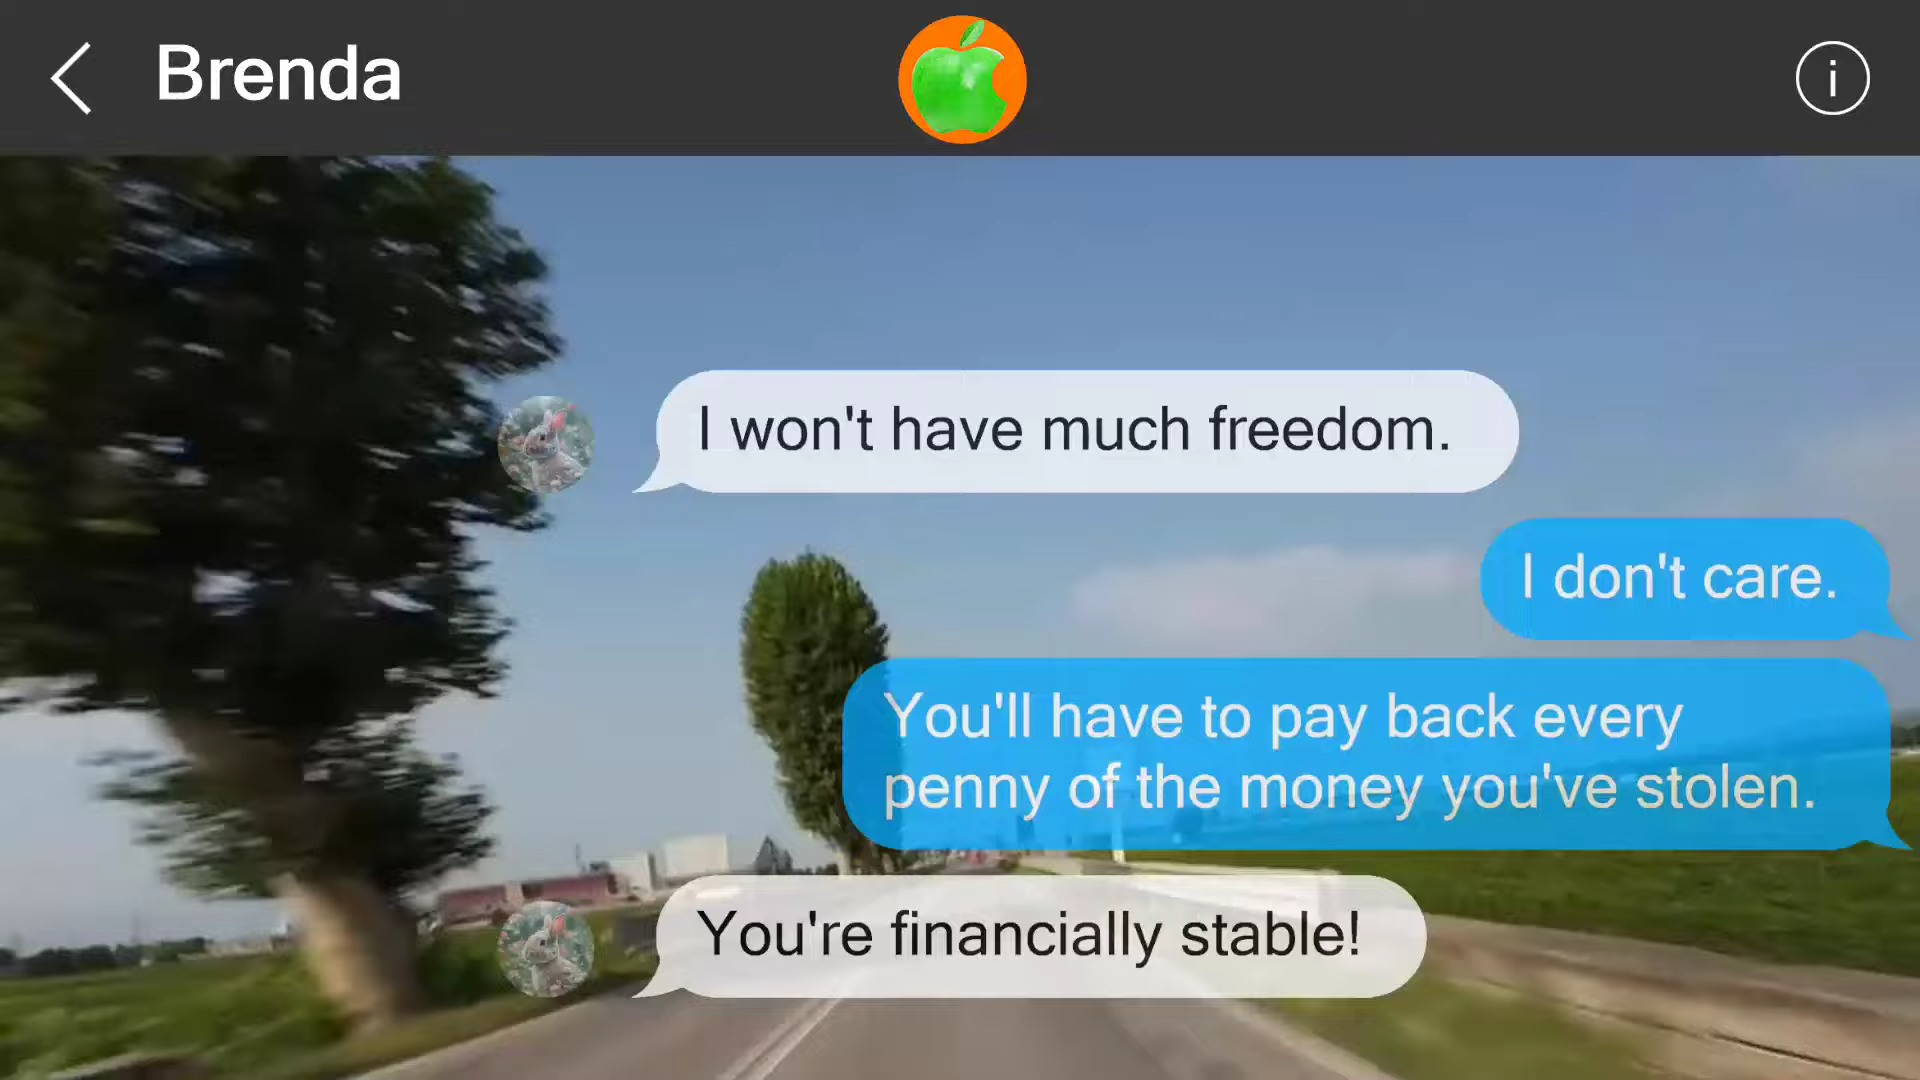 Brenda
i
I won't have much freedom.
I don't care.
You'll have to pay back every
penny of the money you've stolen.
You're financially stable!